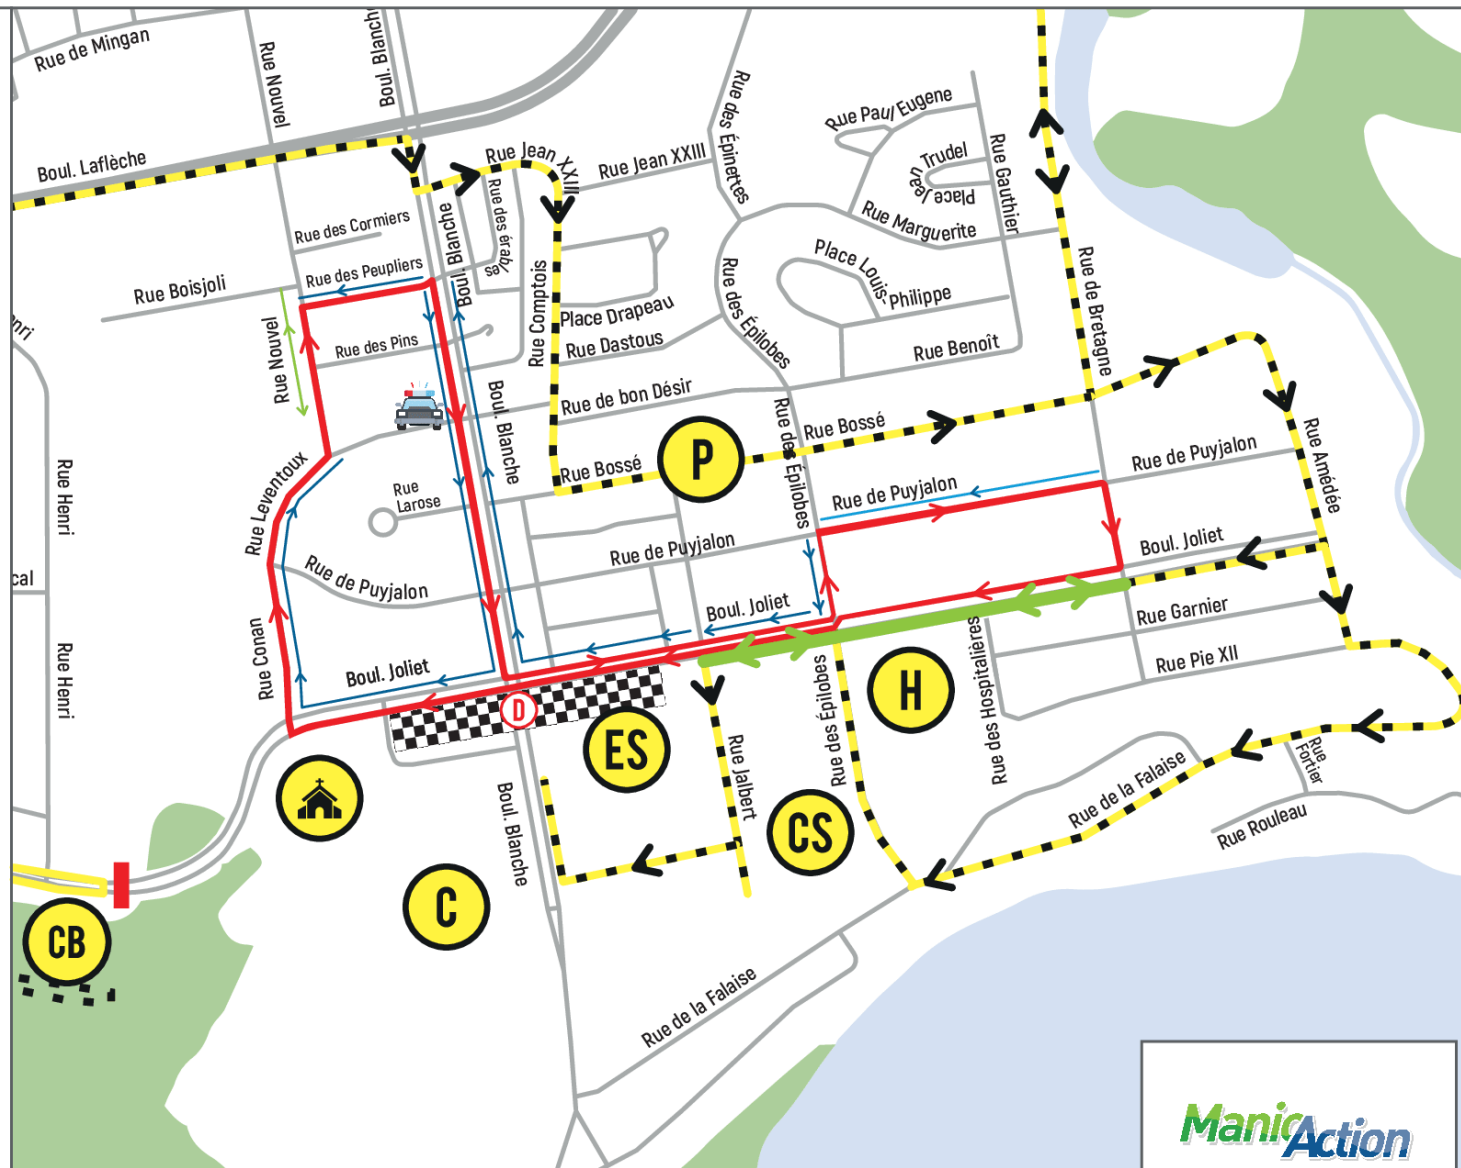 Rue de Mingan
Rue Nouvel
Boul. Blanche
Boul. Laflèche
Rue Jean XXIII
Rue Jean XXIII
Rue des Épinettes
Rue Paul Eugene
Jean Trudel
Place Jean
Rue Gauthier
Rue Marguerite
Rue des Cormiers
Boul. Blanche
Rue des érables
Rue des Peupliers
Rue Boisjoli
Place Louis-
Philippe
Rue de Bretagne
Rue des Épilobes
Rue Comptois
Place Drapeau
Rue Dastous
Rue Benoît
Rue Nouvel
Rue des Pins
Rue de bon Désir
Boul. Blanche
Rue Bossé
Rue Bossé
P
Rue des Épilobes
Rue Amédée
Rue de Puyjalon
Rue de Puyjalon
Rue Henri
Rue Leventoux
Rue
Larose
Rue de Puyjalon
Rue de Puyjalon
Boul. Joliet
cal
Boul. Joliet
Rue Garnier
Rue Pie XII
Rue Henri
Rue Conan
Boul. Joliet
D
ES
H
Rue des Épilobes
Rue des Hospitalières
Rue Jalbert
Rue
Fortier
Rue de la Falaise
Rue Rouleau
CS
Boul. Blanche
C
CB
Rue de la Falaise
ManicAction